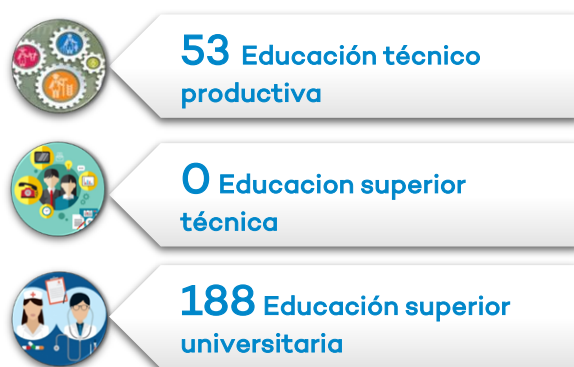 53 Educación técnico
productiva
0 Educacion superior
técnica
188 Educación superior
universitaria